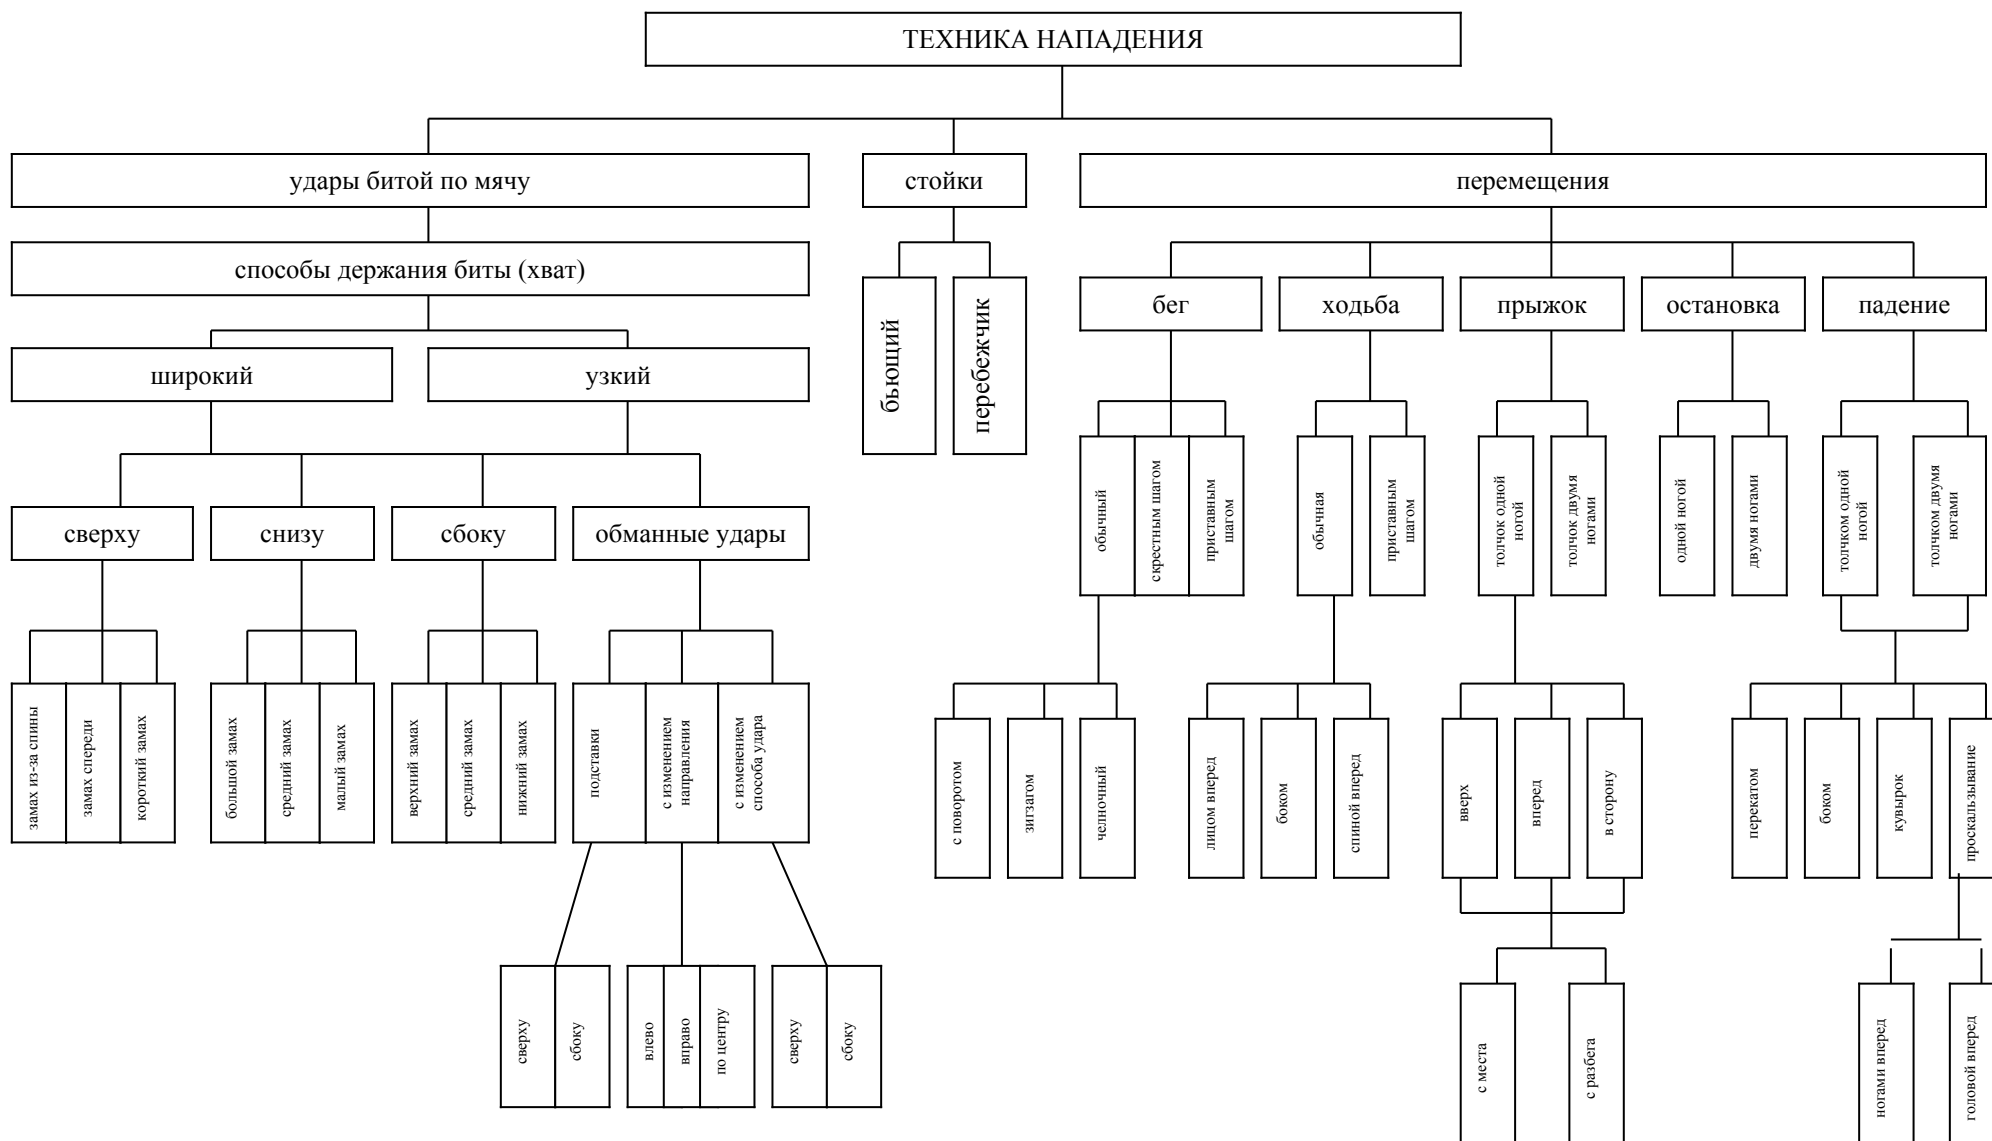 ТЕХНИКА НАПАДЕНИЯ
удары битой по мячу
стойки
перемещения
способы держания биты (хват)
бьющий
перебежчик
бег
ходьба
прыжок
остановка
падение
широкий
узкий
обычный
скрестным шагом
приставным
шагом
обычная
приставным
шагом
толчок одной
ногой
толчок двумя
ногами
одной ногой
двумя ногами
толчком одной
ногой
толчком двумя
ногами
сверху
снизу
сбоку
обманные удары
замах из-за спины
замах спереди
короткий замах
большой замах
средний замах
малый замах
верхний замах
средний замах
нижний замах
подставки
с изменением
направления
с изменением
способа удара
с поворотом
зигзагом
челночный
лицом вперед
боком
спиной вперед
вверх
вперед
в сторону
перекатом
боком
кувырок
проскальзывание
сверху
сбоку
влево
вправо
по центру
сверху
сбоку
с места
с разбега
ногами вперед
головой вперед